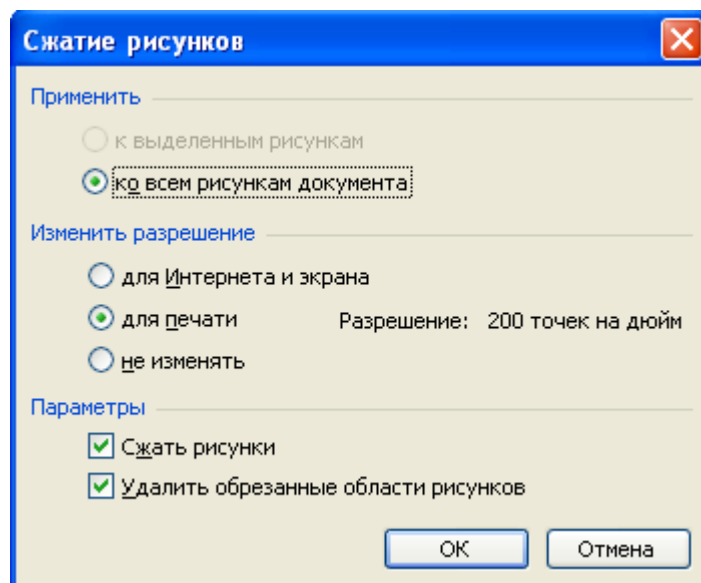 Сжатие рисунков
Применить
к выделенным рисункам
ко всем рисункам документа
Изменить разрешение
для Интернета и экрана
для печати Разрешение: 200 точек на дюйм
не изменять
Параметры
Сжать рисунки
Удалить обрезанные области рисунков
ОК Отмена